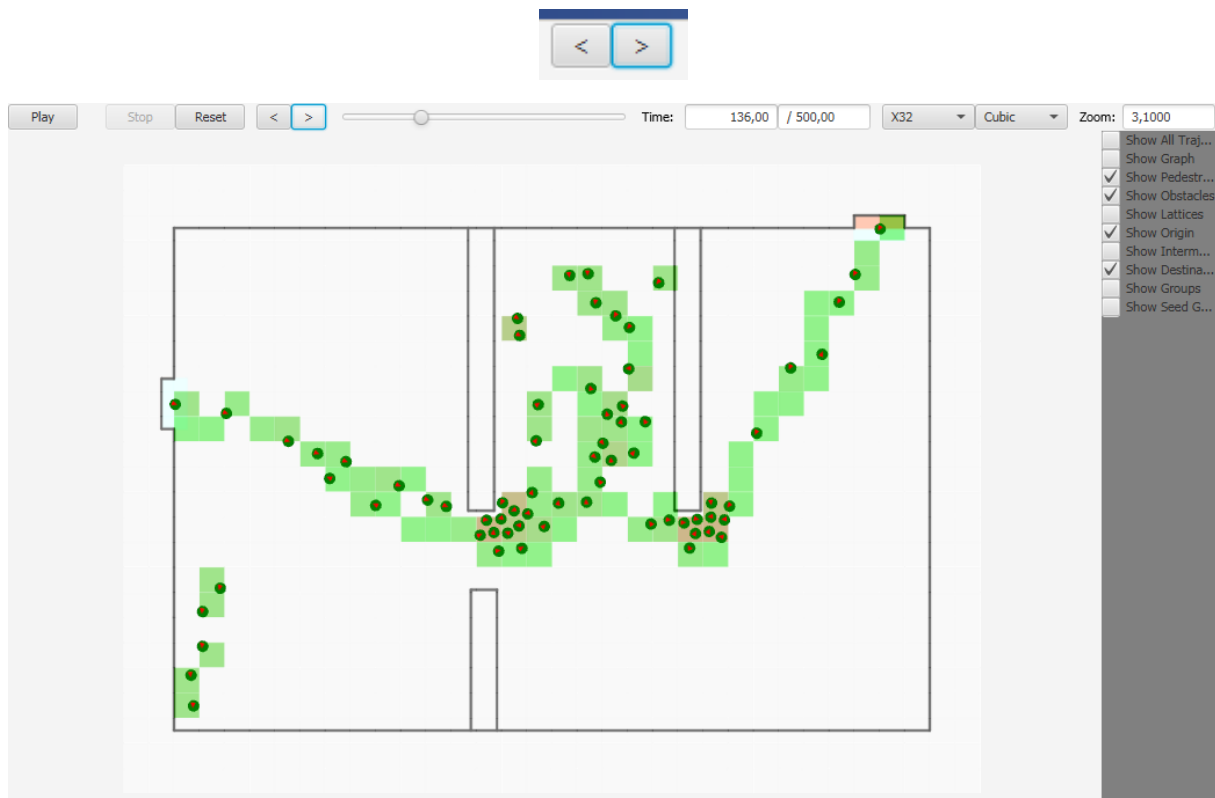 < >
Play Stop Reset < > Time: 136,00 / 500,00 X32 Cubic Zoom: 3,1000
Show All Traj...
Show Graph
Show Pedestr...
Show Obstacles
Show Lattices
Show Origin
Show Interm...
Show Destina...
Show Groups
Show Seed G...